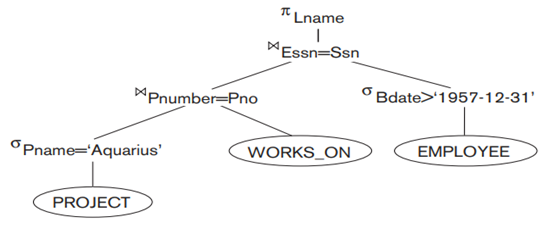 π Lname
⋈ Essn=Ssn
⋈ Pnumber=Pno
σ Bdate>‘1957-12-31’
σ Pname=‘Aquarius’
WORKS_ON
EMPLOYEE
PROJECT